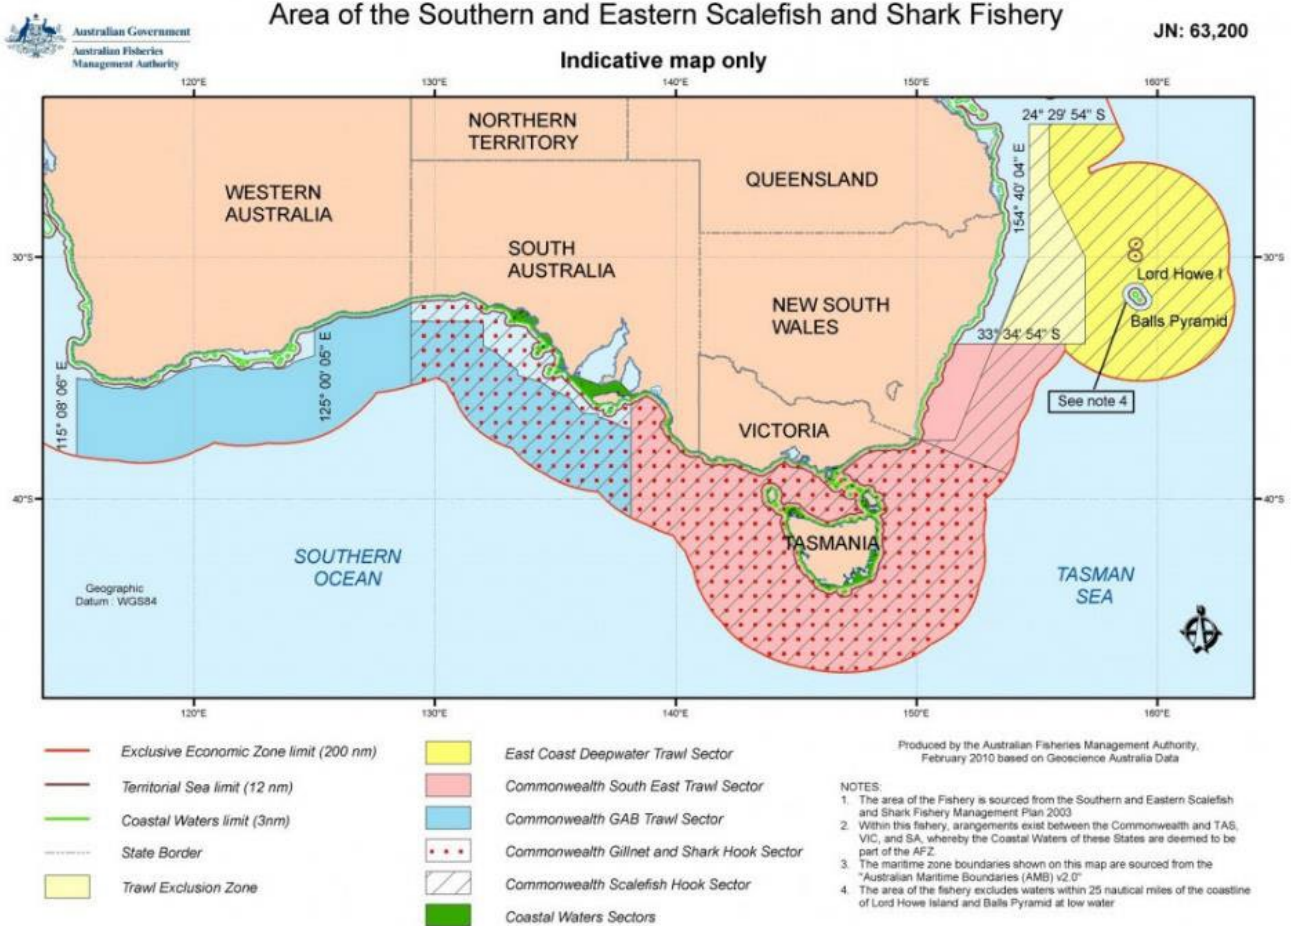 Area of the Southern and Eastern Scalefish and Shark Fishery
JN: 63,200
Australian Government
Australian Fisheries
Management Authority
Indicative map only
120°E
130°E
140°E
150°E
160°E
NORTHERN
TERRITORY
24° 29' 54" S
WESTERN
AUSTRALIA
QUEENSLAND
154° 40' 04" E
30°S
SOUTH
AUSTRALIA
30°S
Lord Howe I
NEW SOUTH
WALES
Balls Pyramid
33° 34' 54" S
115° 08' 06" E
125° 00' 05" E
See note 4
VICTORIA
40°S
40°S
TASMANIA
SOUTHERN
OCEAN
TASMAN
SEA
Geographic
Datum : WGS84
120°E
130°E
140°E
150°E
160°E
Exclusive Economic Zone limit (200 nm)
Territorial Sea limit (12 nm)
Coastal Waters limit (3nm)
State Border
Trawl Exclusion Zone
East Coast Deepwater Trawl Sector
Commonwealth South East Trawl Sector
Commonwealth GAB Trawl Sector
Commonwealth Gillnet and Shark Hook Sector
Commonwealth Scalefish Hook Sector
Coastal Waters Sectors
Produced by the Australian Fisheries Management Authority,
February 2010 based on Geoscience Australia Data
NOTES:
1. The area of the Fishery is sourced from the Southern and Eastern Scalefish
and Shark Fishery Management Plan 2003
2. Within this fishery, arangements exist between the Commonwealth and TAS,
VIC, and SA, whereby the Coastal Waters of these States are deemed to be
part of the AFZ
3. The maritime zone boundaries shown on this map are sourced from the
"Australian Maritime Boundaries (AMB) v2.0"
4. The area of the fishery excludes waters within 25 nautical miles of the coastline
of Lord Howe Island and Balls Pyramid at low water